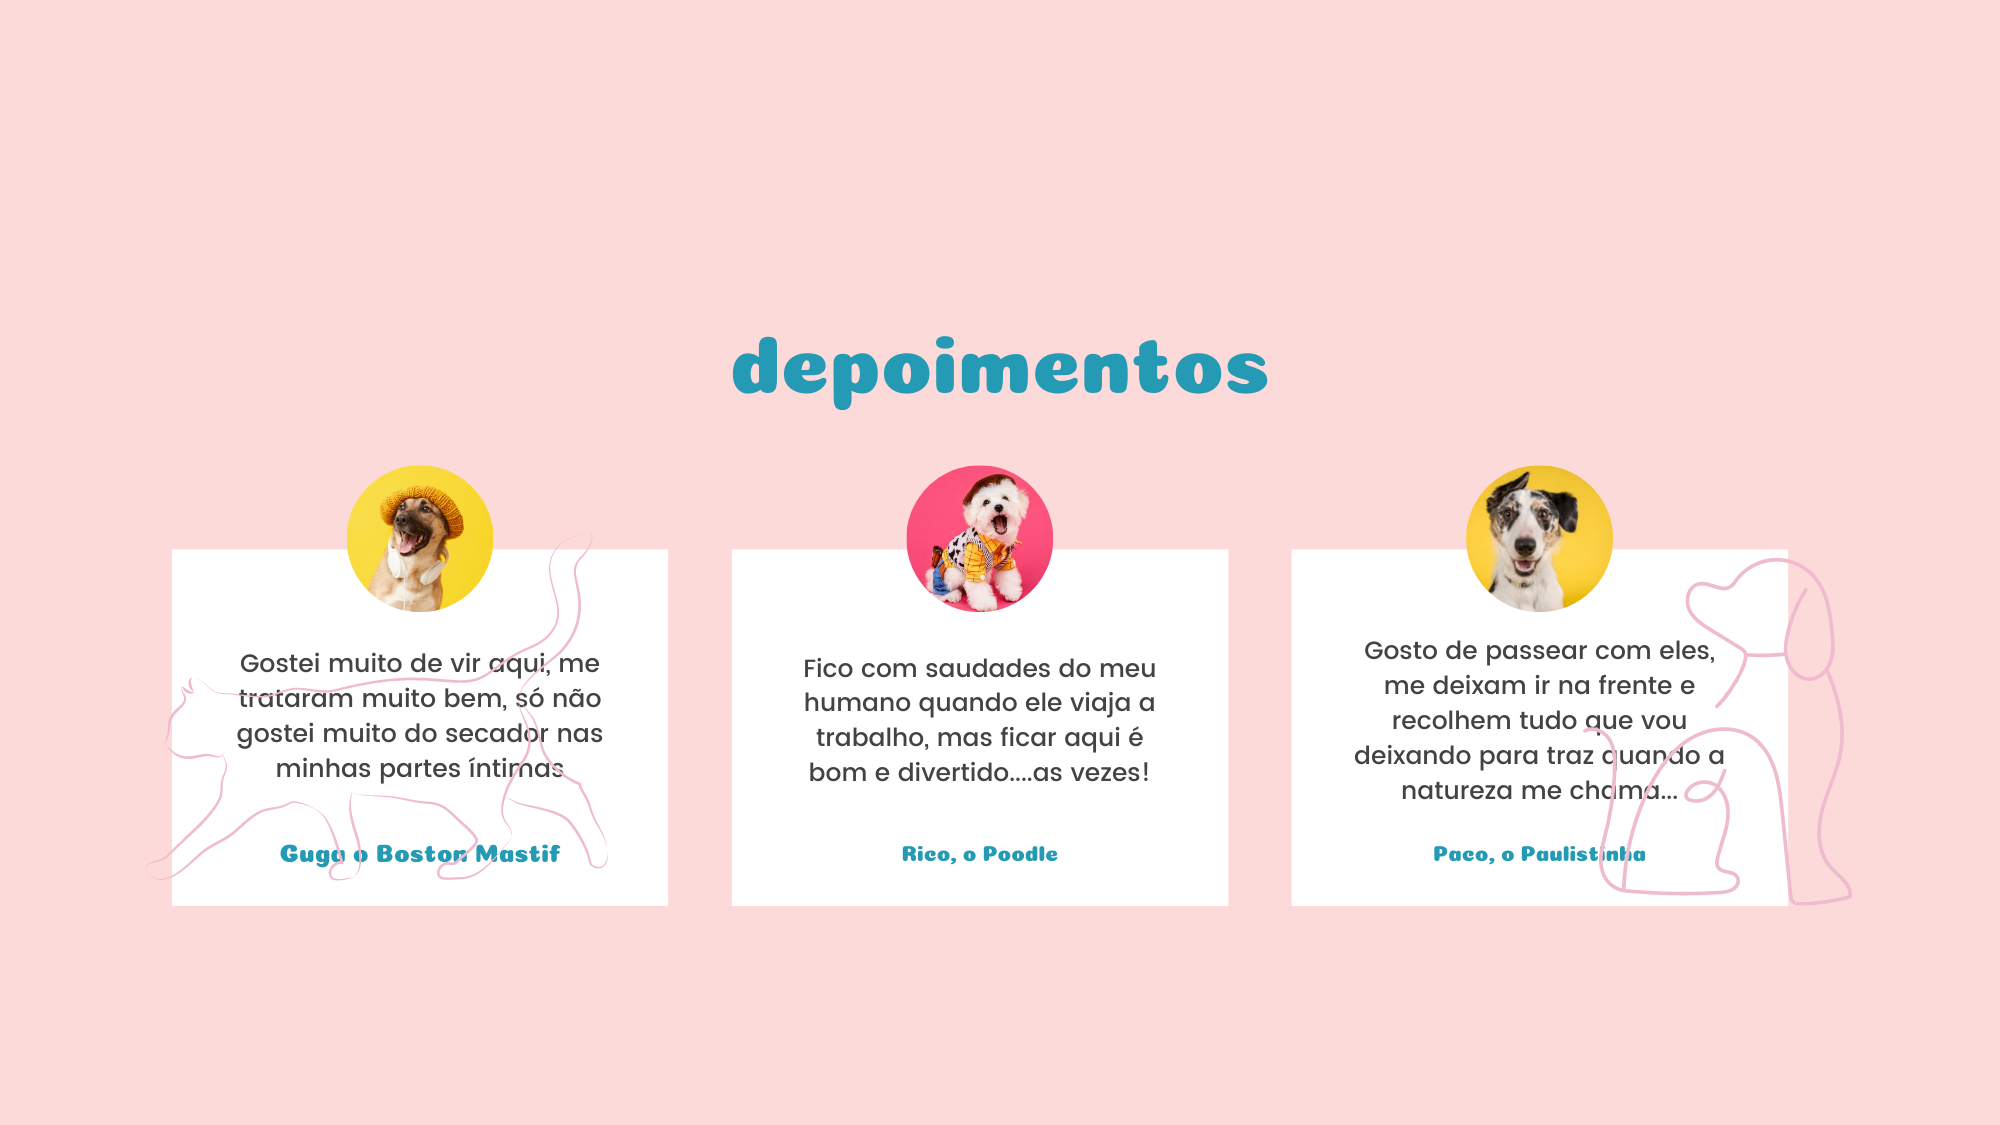 depoimentos
Gostei muito de vir aqui, me
trataram muito bem, só não
gostei muito do secador nas
minhas partes íntimas
Guga o Boston Mastif
Fico com saudades do meu
humano quando ele viaja a
trabalho, mas ficar aqui é
bom e divertido....as vezes!
Rico, o Poodle
Gosto de passear com eles,
me deixam ir na frente e
recolhem tudo que vou
deixando para traz quando a
natureza me chama...
Paco, o Paulistinha